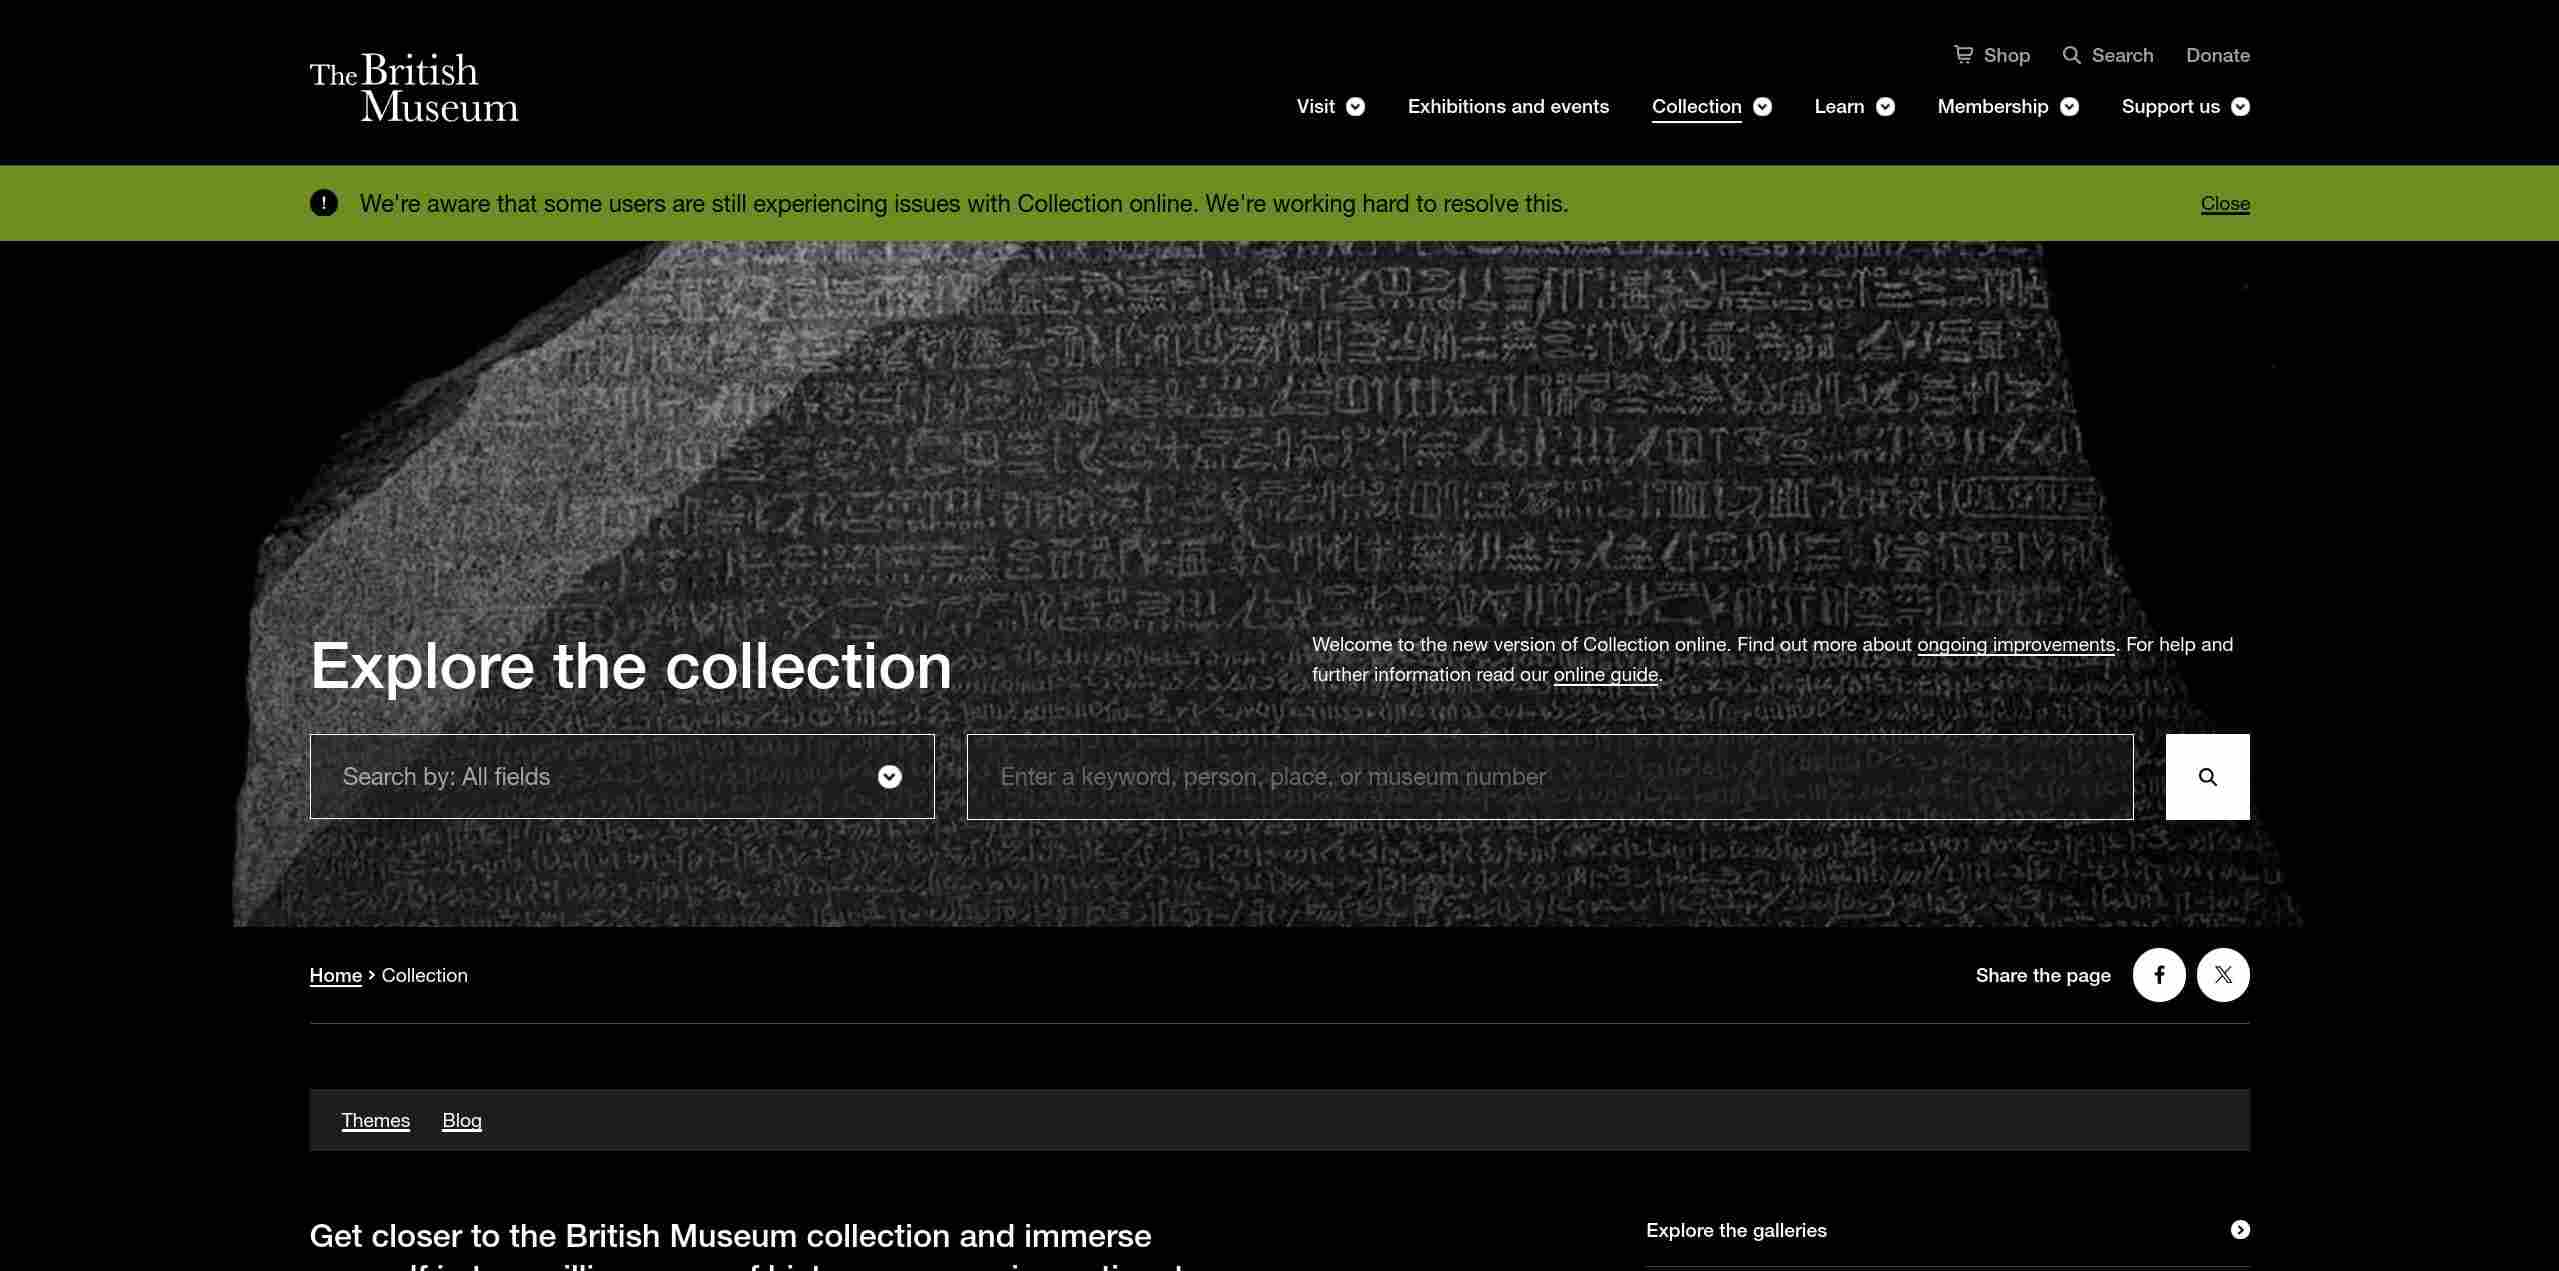 The British
Museum
Shop Search Donate
Visit Exhibitions and events Collection Learn Membership Support us
We're aware that some users are still experiencing issues with Collection online. We're working hard to resolve this. Close
Explore the collection
Welcome to the new version of Collection online. Find out more about ongoing improvements. For help and
further information read our online guide.
Search by: All fields
Enter a keyword, person, place, or museum number
Home › Collection
Share the page
Themes Blog
Get closer to the British Museum collection and immerse
Explore the galleries